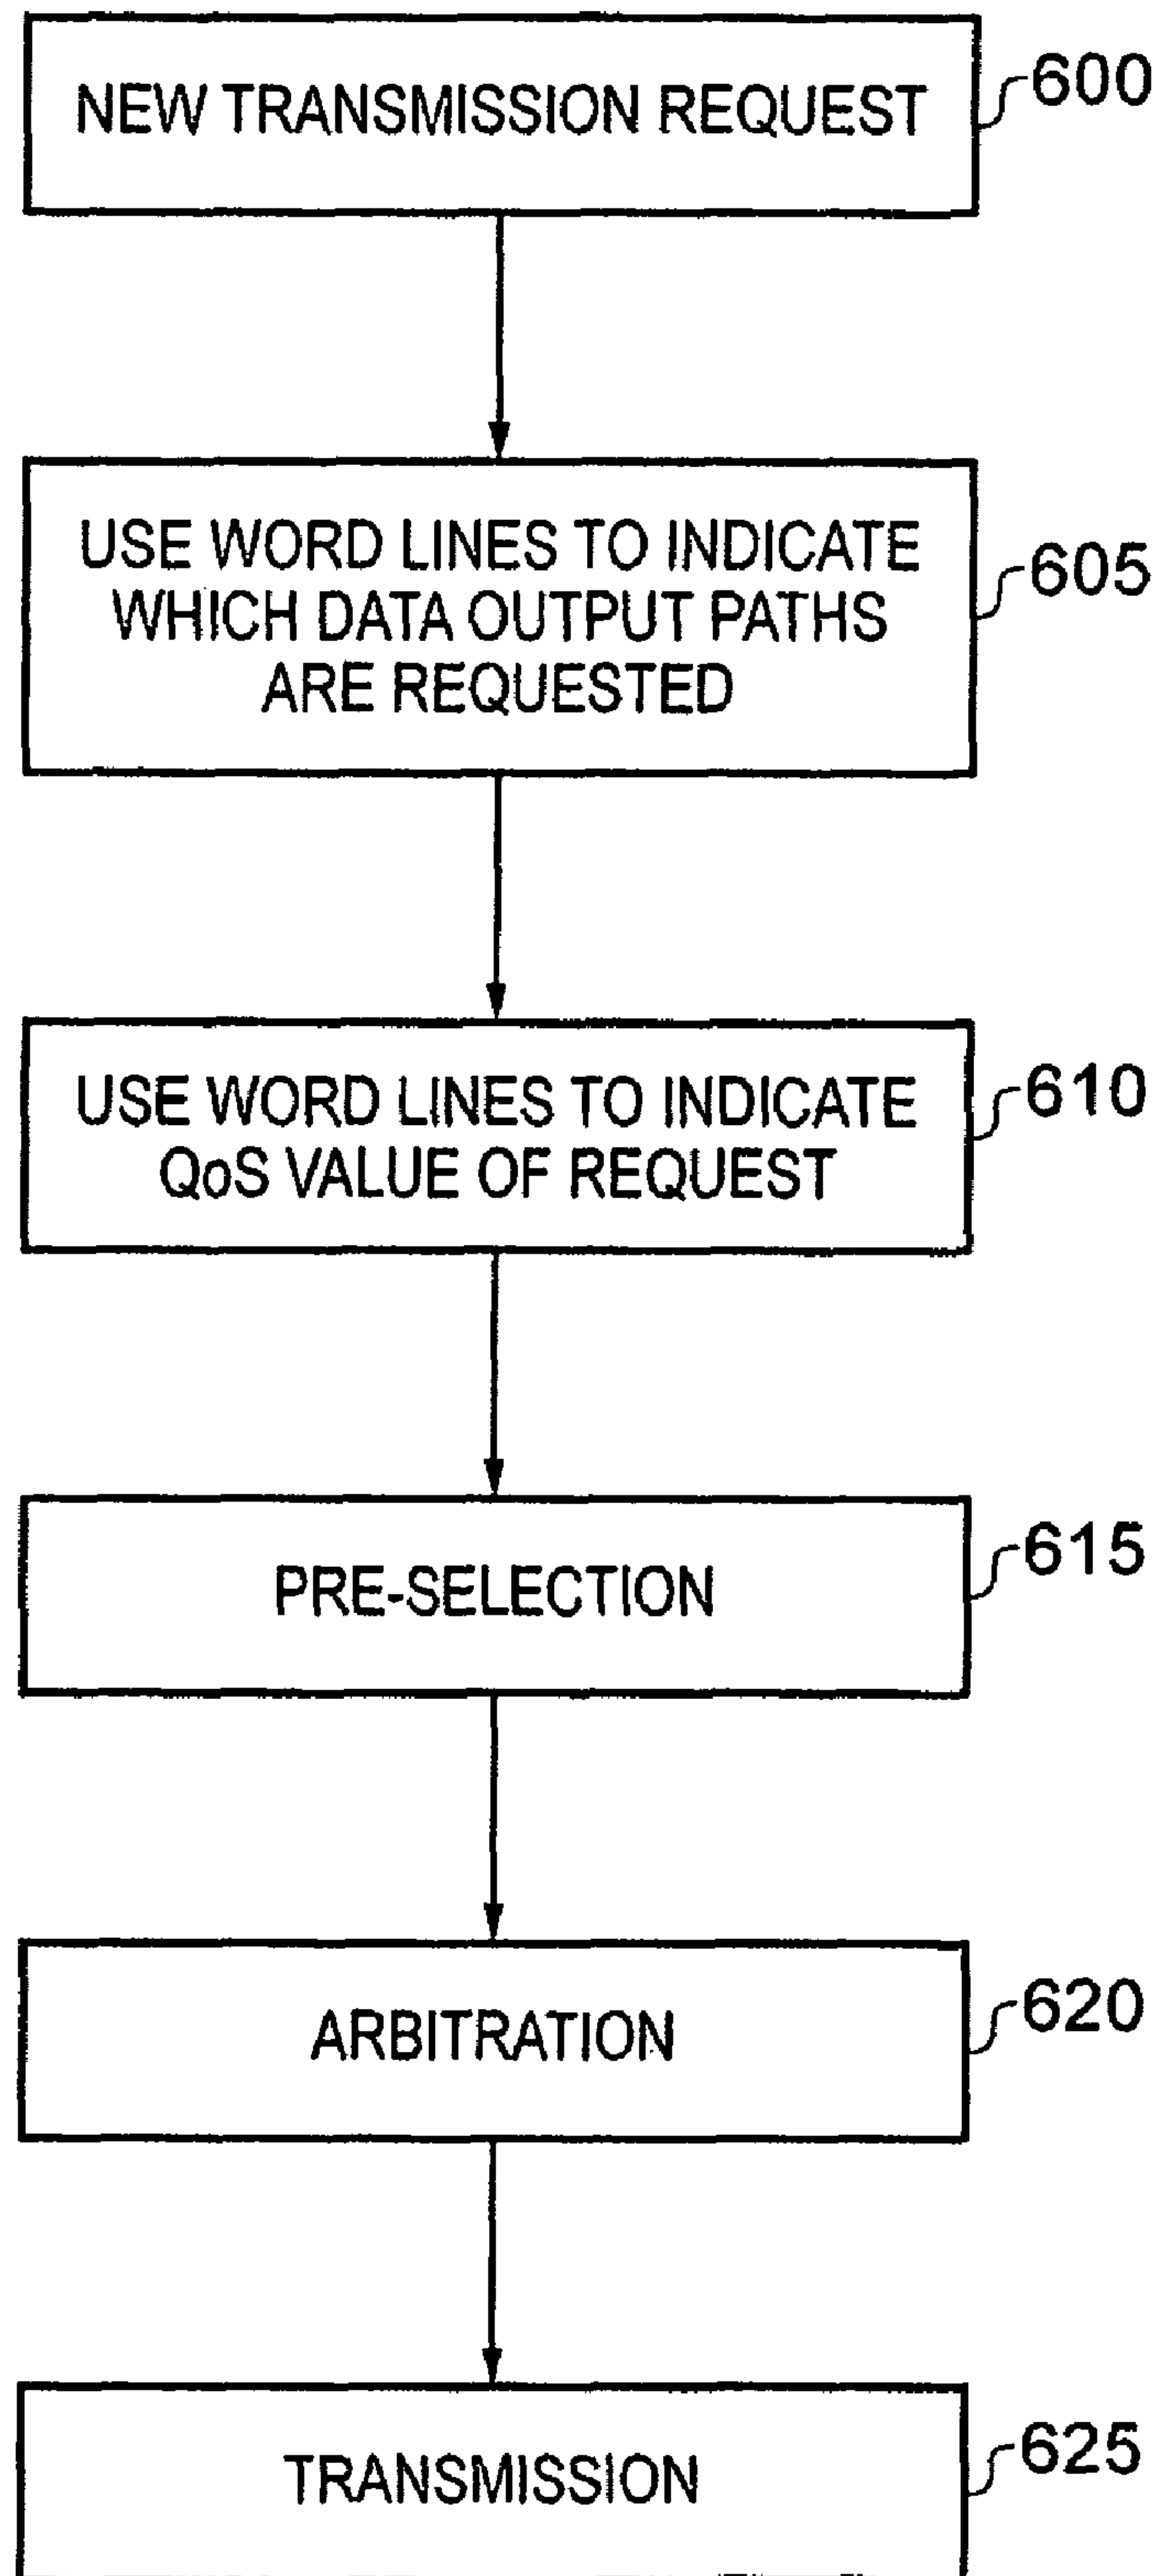 NEW TRANSMISSION REQUEST
600
USE WORD LINES TO INDICATE
WHICH DATA OUTPUT PATHS
ARE REQUESTED
605
USE WORD LINES TO INDICATE
QoS VALUE OF REQUEST
610
PRE-SELECTION
615
ARBITRATION
620
TRANSMISSION
625